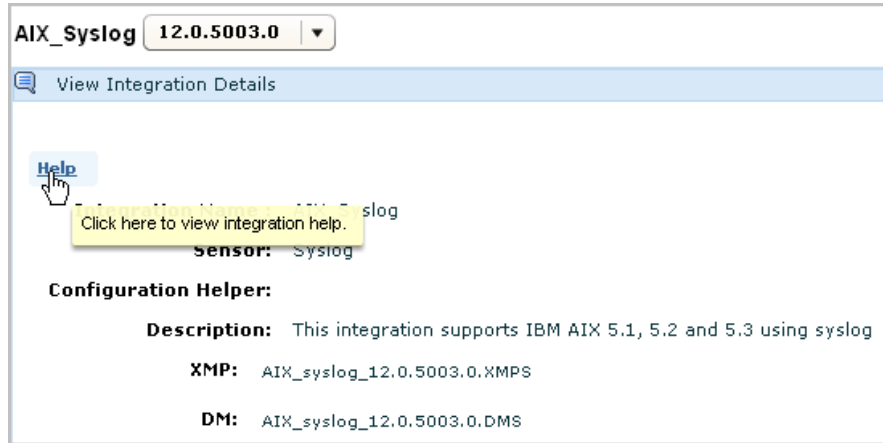 AIX_Syslog 12.0.5003.0
View Integration Details
Help
Click here to view integration help.
slog
Sensor: Syslog
Configuration Helper:
Description: This integration supports IBM AIX 5.1, 5.2 and 5.3 using syslog
XMP: AIX_syslog_12.0.5003.0.XMPS
DM: AIX_syslog_12.0.5003.0.DMS